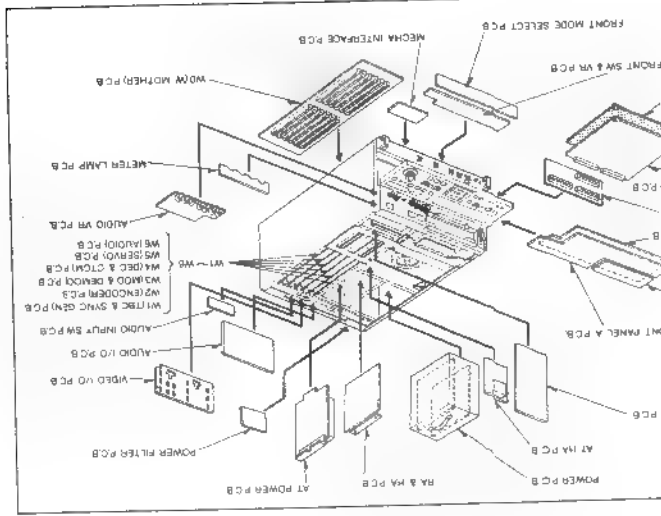 P.C.B
POWER P.C.B
AT HA P.C.B
RA & HA P.C.B
AT POWER P.C.B
POWER FILTER P.C.B
VIDEO I/O P.C.B
ONT PANEL A P.C.B.
AUDIO I/O P.C.B
AUDIO INPUT SW P.C.B
W1~W6
W1(TBC & SYNC GEN) P.C.B
W2(ENCODER) P.C.B
W3(MOD & DEMOD) P.C.B
W4(DEC & CTCM) P.C.B
W5(SERVO) P.C.B
W6(AUDIO) P.C.B
AUDIO VR P.C.B
METER LAMP P.C.B
P.C.B
FRONT SW & VR P.C.B
W0(W MOTHER) P.C.B
MECHA INTERFACE P.C.B
FRONT MODE SELECT P.C.B